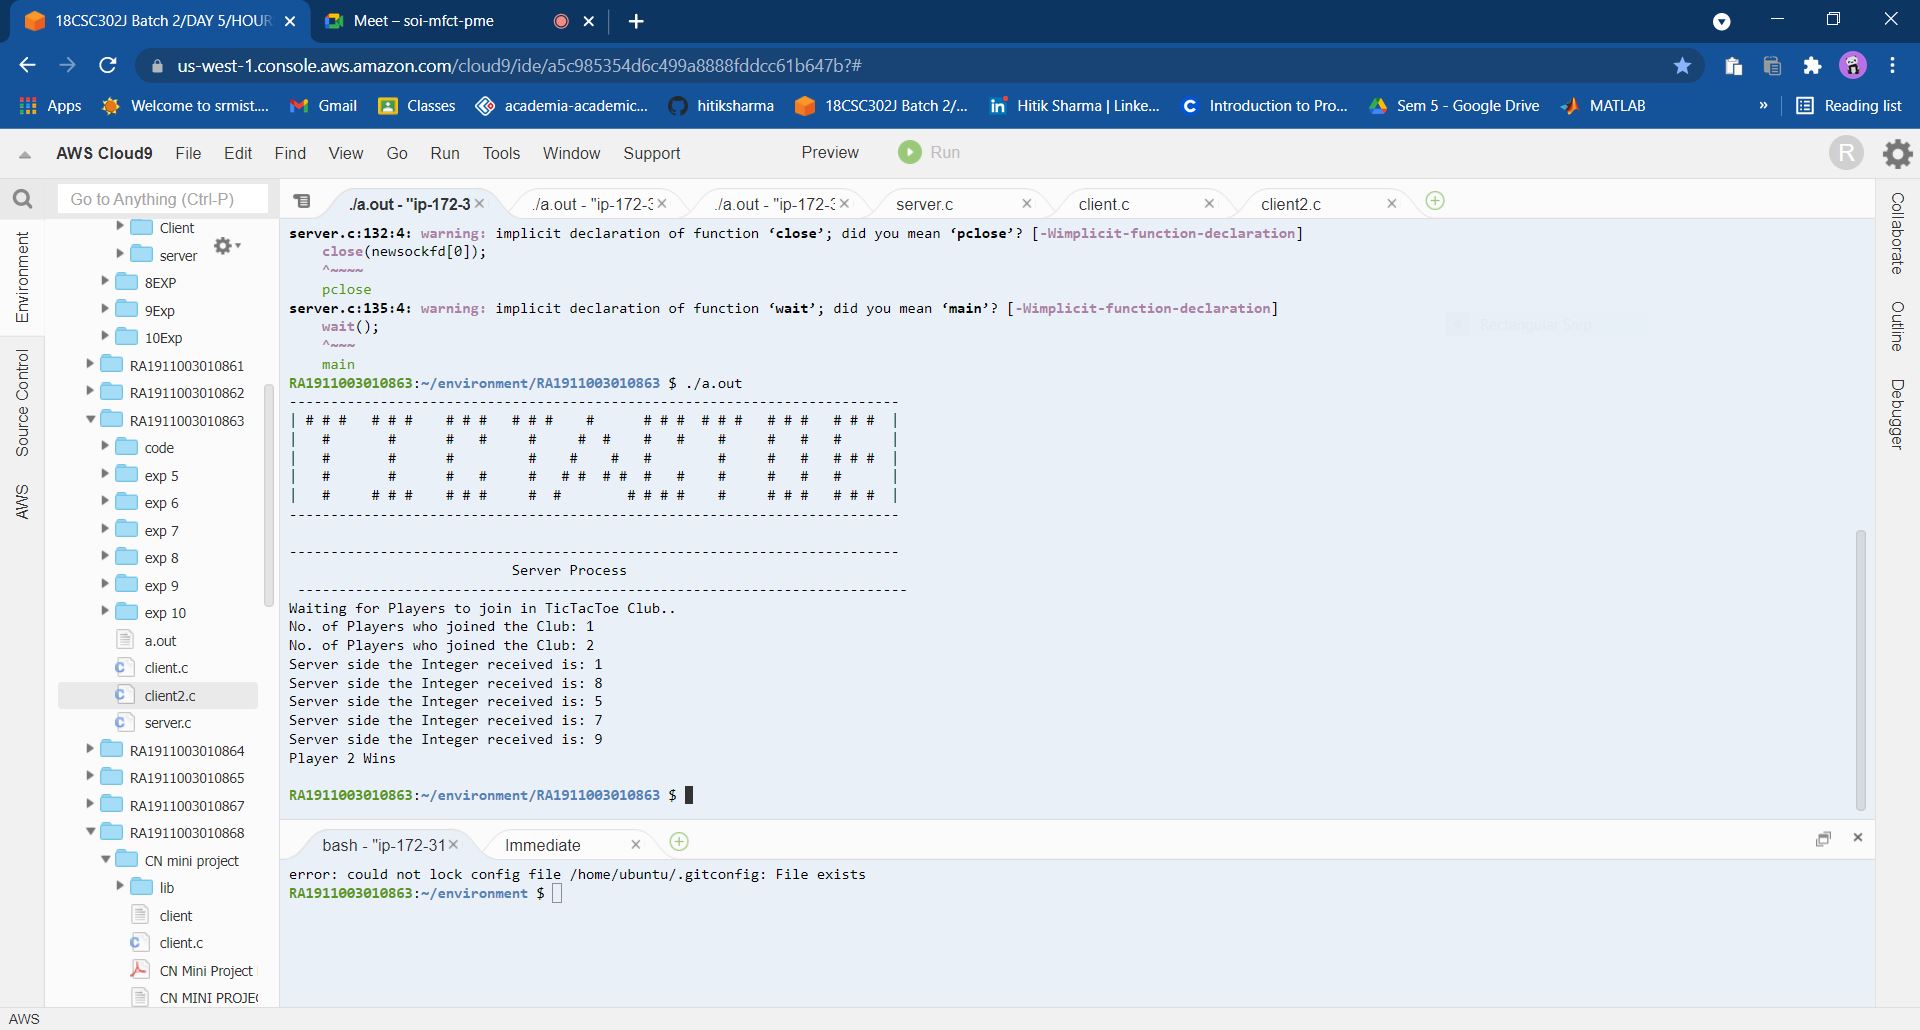 18CSC302J Batch 2/DAY 5/HOUR
Meet – soi-mfct-pme
us-west-1.console.aws.amazon.com/cloud9/ide/a5c985354d6c499a8888fddcc61b647b?#
Apps Welcome to srmist.... Gmail Classes academia-academic... hitiksharma 18CSC302J Batch 2/... Hitik Sharma | Linke... Introduction to Pro... Sem 5 - Google Drive MATLAB » Reading list
AWS Cloud9 File Edit Find View Go Run Tools Window Support Preview Run R
Go to Anything (Ctrl-P)
./a.out - "ip-172-3 ./a.out - "ip-172-3 ./a.out - "ip-172-3 server.c client.c client2.c
Environment
Source Control
AWS
Client
server
8EXP
9Exp
10Exp
RA1911003010861
RA1911003010862
RA1911003010863
code
exp 5
exp 6
exp 7
exp 8
exp 9
exp 10
a.out
client.c
client2.c
server.c
RA1911003010864
RA1911003010865
RA1911003010867
RA1911003010868
CN mini project
lib
client
client.c
CN Mini Project
CN MINI PROJE
server.c:132:4: warning: implicit declaration of function ‘close’; did you mean ‘pclose’? [-Wimplicit-function-declaration]
close(newsockfd[0]);
^~~~~
pclose
server.c:135:4: warning: implicit declaration of function ‘wait’; did you mean ‘main’? [-Wimplicit-function-declaration]
wait();
^~~~
main
RA1911003010863:~/environment/RA1911003010863 $ ./a.out
--------------------------------------------------------------------------
| # # #   # # #    # # #   # # #    #      # # # # # #   # # #   # # #  |
|   #       #      #   #     #     # #    #   #    #     #   #   #      |
|   #       #      #         #    #    #  #        #     #   #   # # #  |
|   #       #      #   #     #   # #  # # #   #    #     #   #   #      |
|   #     # # #    # # #     #  #        # # # #   #     # # #   # # #  |
--------------------------------------------------------------------------
--------------------------------------------------------------------------
Server Process
--------------------------------------------------------------------------
Waiting for Players to join in TicTacToe Club..
No. of Players who joined the Club: 1
No. of Players who joined the Club: 2
Server side the Integer received is: 1
Server side the Integer received is: 8
Server side the Integer received is: 5
Server side the Integer received is: 7
Server side the Integer received is: 9
Player 2 Wins
RA1911003010863:~/environment/RA1911003010863 $
bash - "ip-172-31 Immediate
error: could not lock config file /home/ubuntu/.gitconfig: File exists
RA1911003010863:~/environment $
Collaborate
Outline
Debugger
Rectangular Snip
AWS